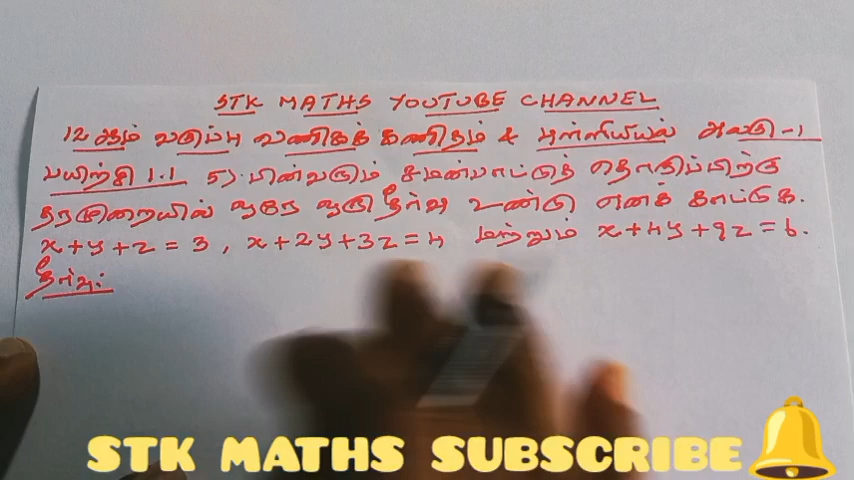 STK MATHS YOUTUBE CHANNEL
12 ஆம் வகுப்பு வணிகக் கணிதம் & புள்ளியியல் அலகு - 1
பயிற்சி 1.1 5). பின்வரும் சமன்பாட்டுத் தொகுப்பிற்கு
தரமுறையில் ஒரே ஒரு தீர்வு உண்டு எனக் காட்டுக.
x + y + z = 3 , x + 2y + 3z = 4 மற்றும் x + 4y + 9z = 6.
தீர்வு:
STK MATHS SUBSCRIBE